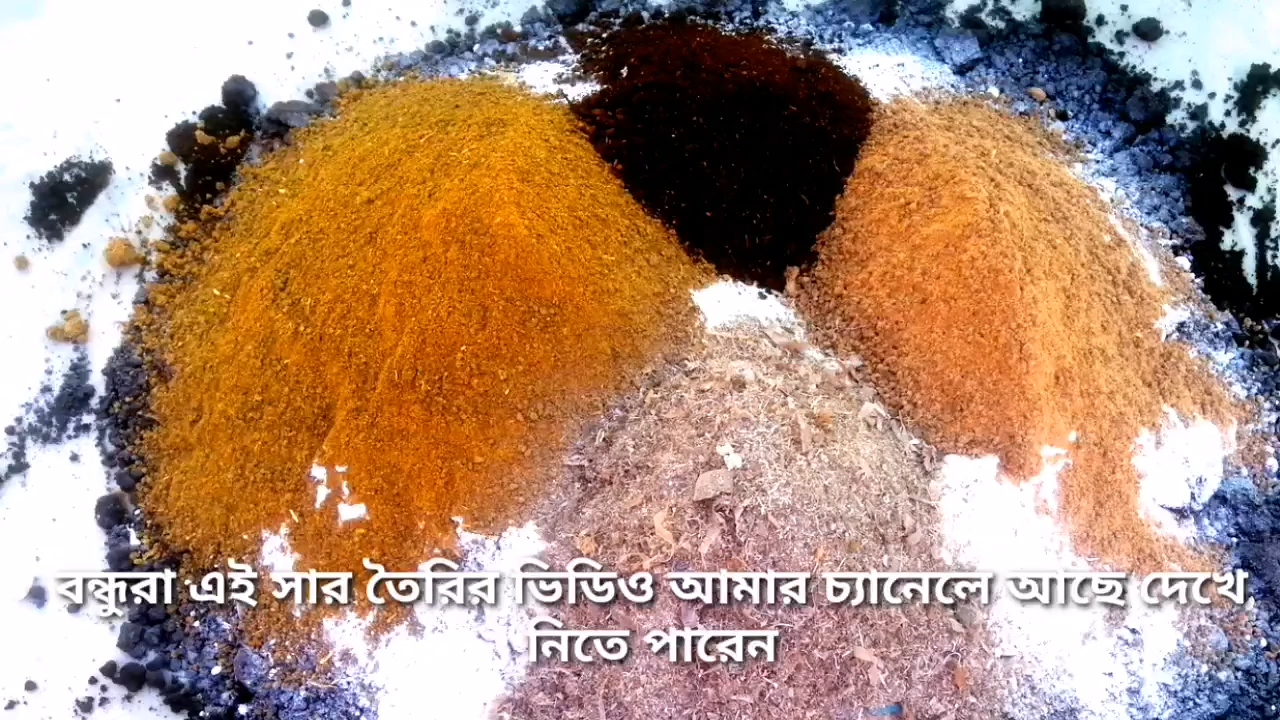 বন্ধুরা এই সার তৈরির ভিডিও আমার চ্যানেলে আছে দেখে
নিতে পারেন